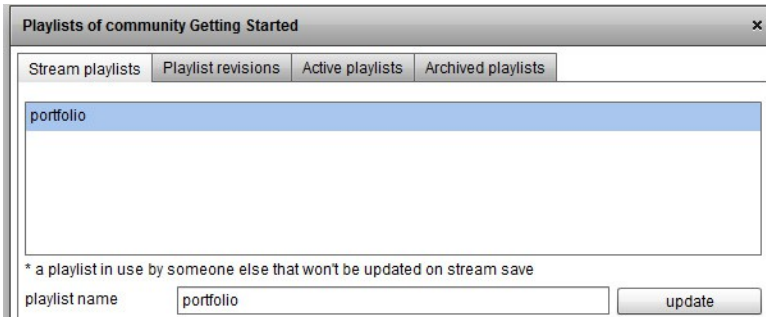 Playlists of community Getting Started x
Stream playlists Playlist revisions Active playlists Archived playlists
portfolio
* a playlist in use by someone else that won't be updated on stream save
playlist name portfolio update